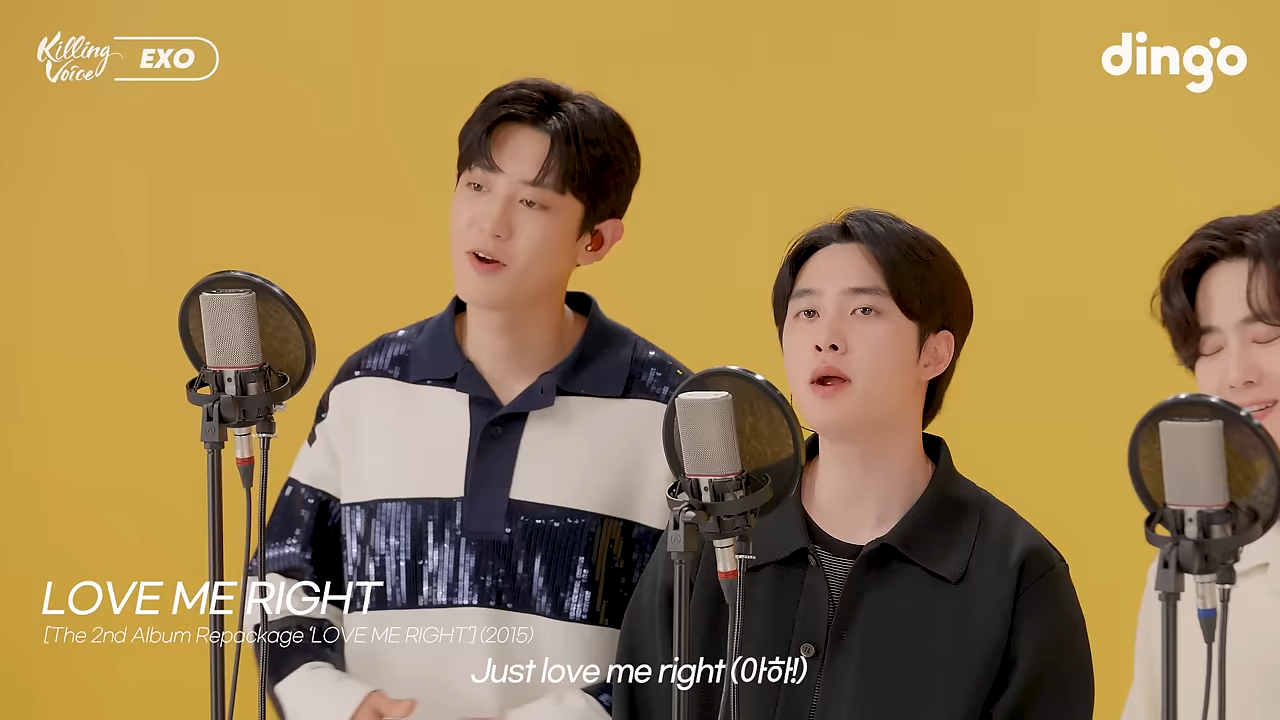 Killing
Voice
EXO
dingo
LOVE ME RIGHT
[The 2nd Album Repackage 'LOVE ME RIGHT'] (2015)
Just love me right (아하!)